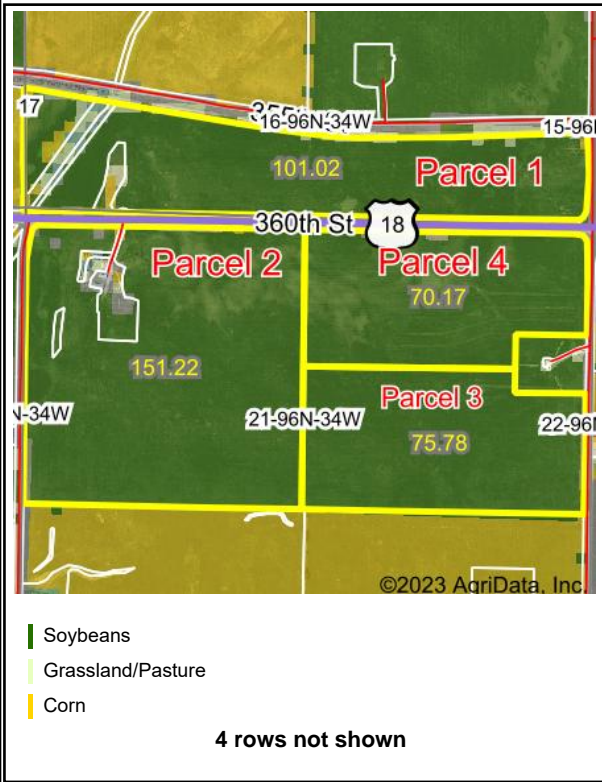 17
355
16-96N-34W
15-96N
101.02
Parcel 1
360th St
18
Parcel 2
Parcel 4
70.17
151.22
Parcel 3
N-34W
21-96N-34W
22-96N
75.78
©2023 AgriData, Inc.
Soybeans
Grassland/Pasture
Corn
4 rows not shown